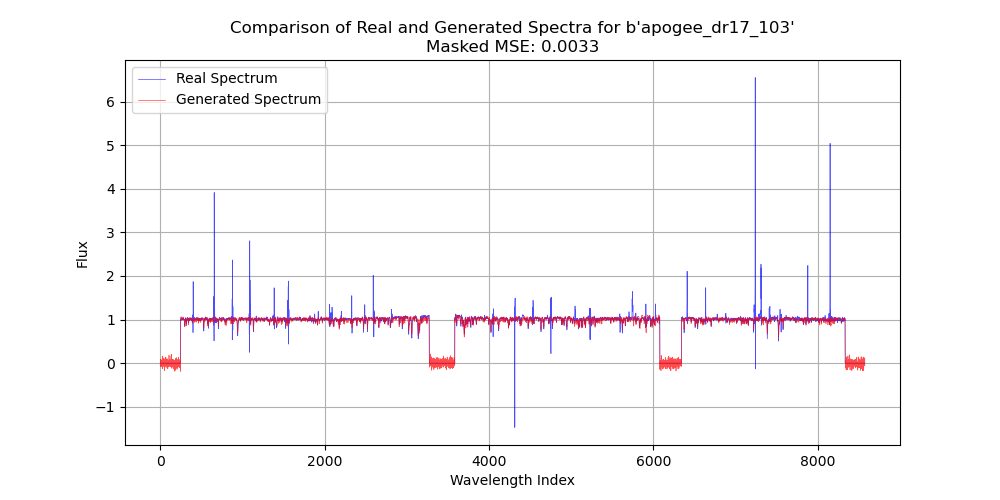 Comparison of Real and Generated Spectra for b'apogee_dr17_103'
Masked MSE: 0.0033
Real Spectrum
Generated Spectrum
6
5
4
3
2
1
0
−1
Flux
0
2000
4000
6000
8000
Wavelength Index